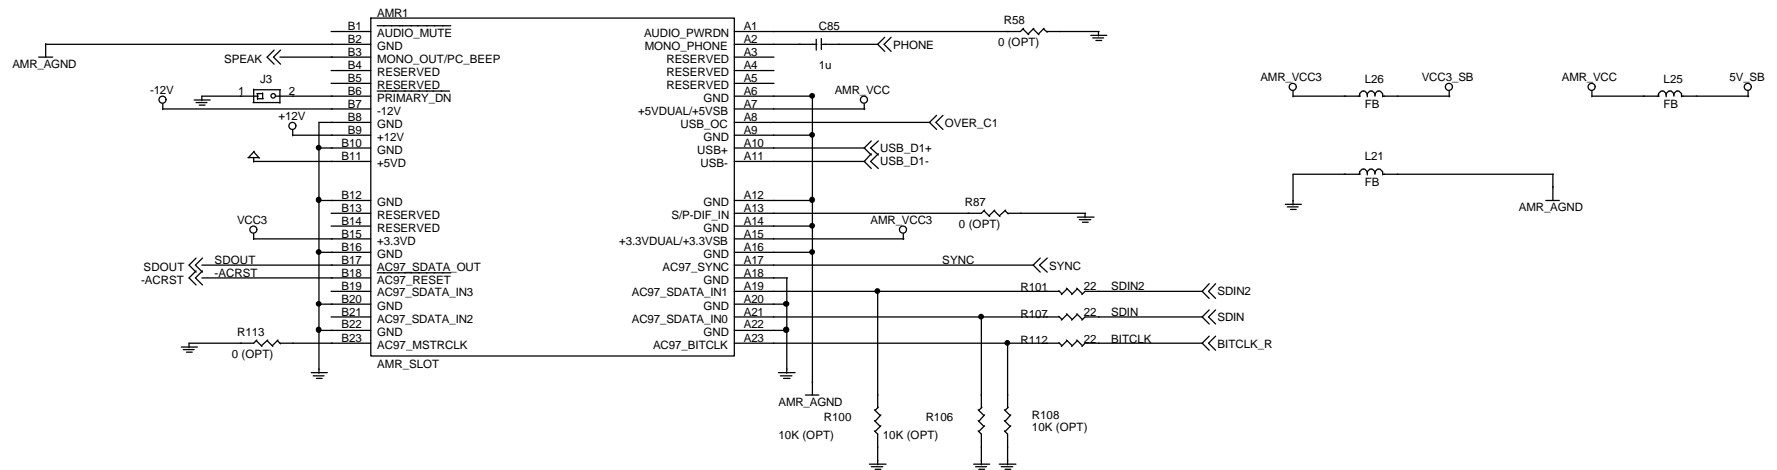 AMR1
B1 AUDIO_MUTE
B2 GND
B3 MONO_OUT/PC_BEEP
B4 RESERVED
B5 RESERVED
B6 PRIMARY_DN
B7 -12V
B8 GND
B9 +12V
B10 GND
B11 +5VD
B12 GND
B13 RESERVED
B14 RESERVED
B15 +3.3VD
B16 GND
B17 AC97_SDATA_OUT
B18 AC97_RESET
B19 AC97_SDATA_IN3
B20 GND
B21 AC97_SDATA_IN2
B22 GND
B23 AC97_MSTRCLK
AMR_SLOT
AUDIO_PWRDN A1
MONO_PHONE A2
RESERVED A3
RESERVED A4
RESERVED A5
GND A6
+5VDUAL/+5VSB A7
USB_OC A8
GND A9
USB+ A10
USB- A11
GND A12
S/P-DIF_IN A13
GND A14
+3.3VDUAL/+3.3VSB A15
GND A16
AC97_SYNC A17
GND A18
AC97_SDATA_IN1 A19
GND A20
AC97_SDATA_IN0 A21
GND A22
AC97_BITCLK A23
AMR_AGND
SPEAK
J3
1 2
-12V
+12V
VCC3
SDOUT SDOUT
-ACRST -ACRST
R113
0 (OPT)
C85
1u
PHONE
R58
0 (OPT)
AMR_VCC
OVER_C1
USB_D1+
USB_D1-
R87
0 (OPT)
AMR_VCC3
SYNC SYNC
R101 22 SDIN2 SDIN2
R107 22 SDIN SDIN
R112 22 BITCLK BITCLK_R
AMR_AGND
R100
10K (OPT)
R106
10K (OPT)
R108
10K (OPT)
AMR_VCC3 L26 VCC3_SB
FB
AMR_VCC L25 5V_SB
FB
L21
FB
AMR_AGND